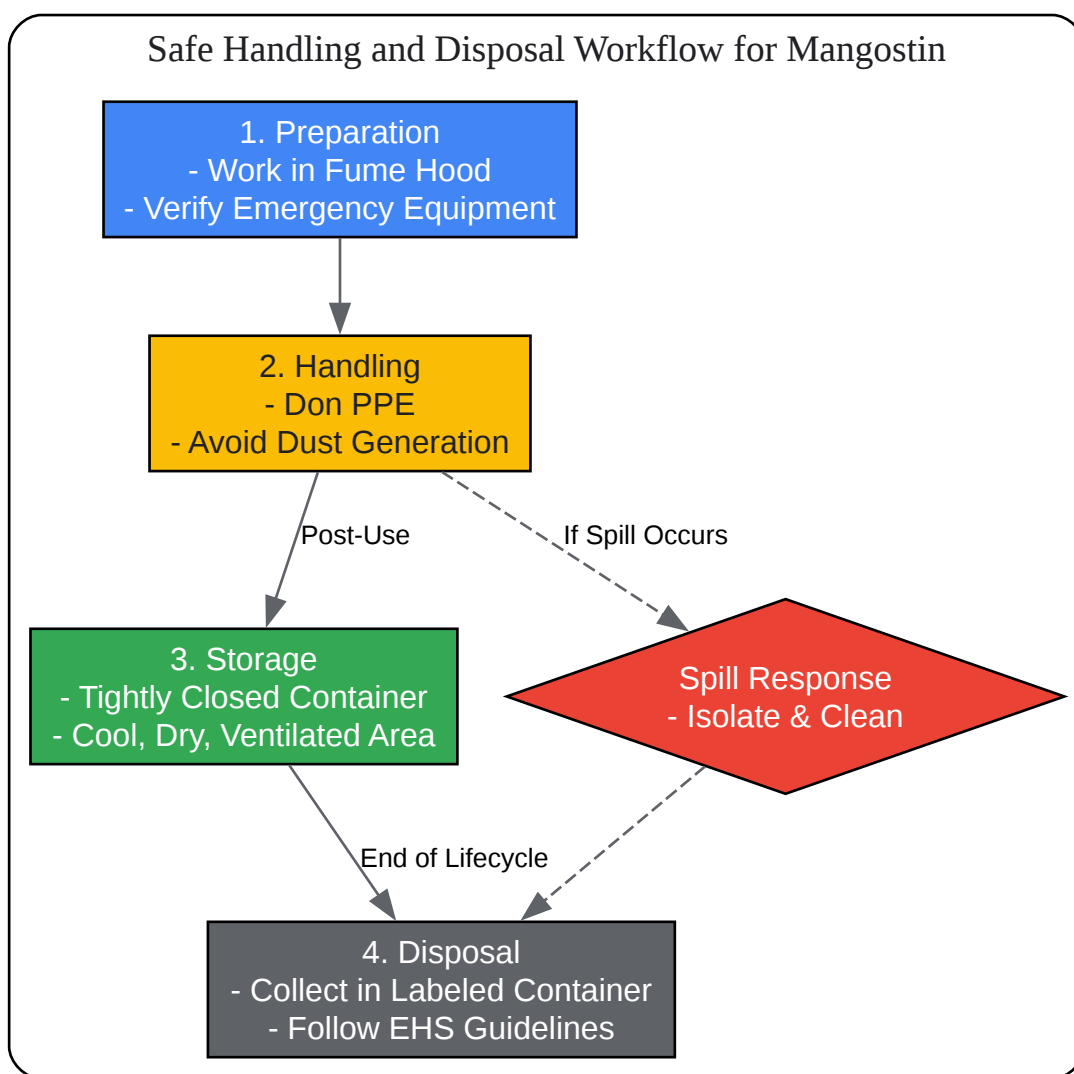 Safe Handling and Disposal Workflow for Mangostin
1. Preparation
- Work in Fume Hood
- Verify Emergency Equipment
2. Handling
- Don PPE
- Avoid Dust Generation
Post-Use
If Spill Occurs
3. Storage
- Tightly Closed Container
- Cool, Dry, Ventilated Area
Spill Response
- Isolate & Clean
End of Lifecycle
4. Disposal
- Collect in Labeled Container
- Follow EHS Guidelines